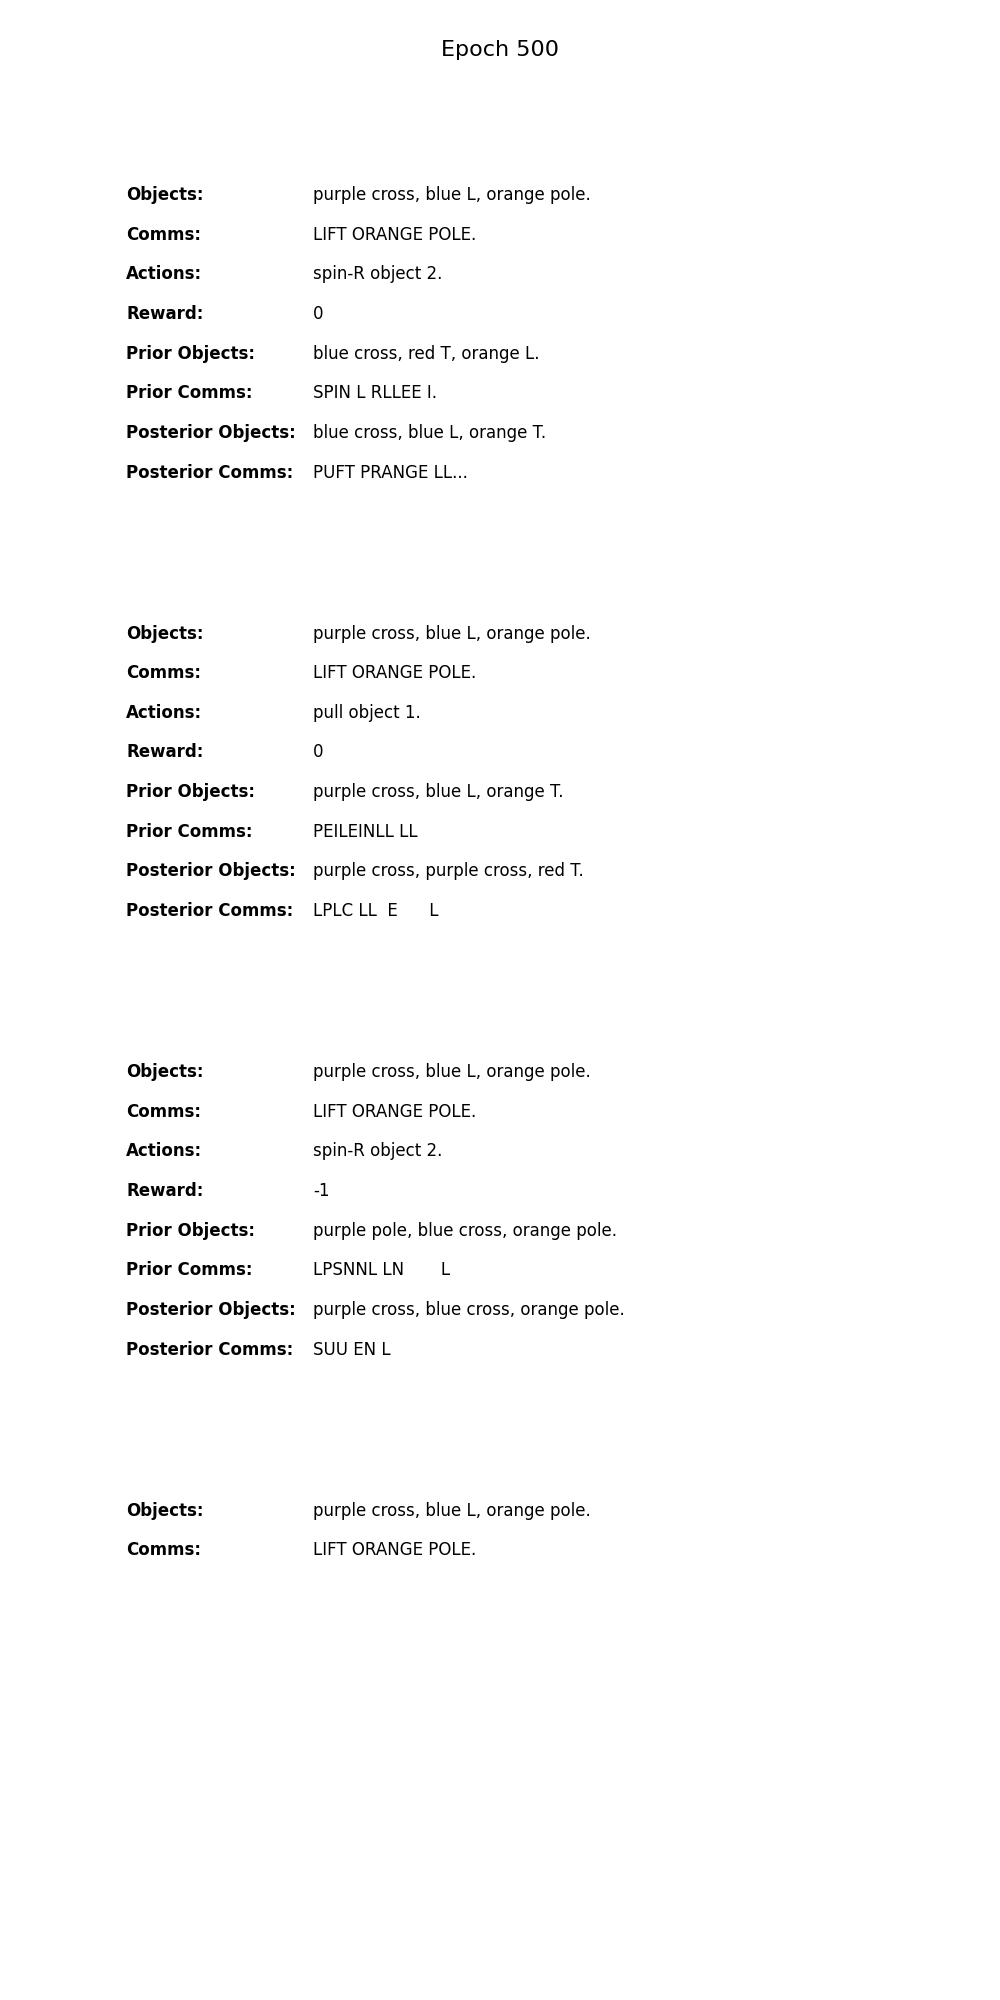 Epoch 500
Objects: purple cross, blue L, orange pole.
Comms: LIFT ORANGE POLE.
Actions: spin-R object 2.
Reward: 0
Prior Objects: blue cross, red T, orange L.
Prior Comms: SPIN L RLLEE I.
Posterior Objects: blue cross, blue L, orange T.
Posterior Comms: PUFT PRANGE LL...
Objects: purple cross, blue L, orange pole.
Comms: LIFT ORANGE POLE.
Actions: pull object 1.
Reward: 0
Prior Objects: purple cross, blue L, orange T.
Prior Comms: PEILEINLL LL
Posterior Objects: purple cross, purple cross, red T.
Posterior Comms: LPLC LL  E      L
Objects: purple cross, blue L, orange pole.
Comms: LIFT ORANGE POLE.
Actions: spin-R object 2.
Reward: -1
Prior Objects: purple pole, blue cross, orange pole.
Prior Comms: LPSNNL LN       L
Posterior Objects: purple cross, blue cross, orange pole.
Posterior Comms: SUU EN L
Objects: purple cross, blue L, orange pole.
Comms: LIFT ORANGE POLE.